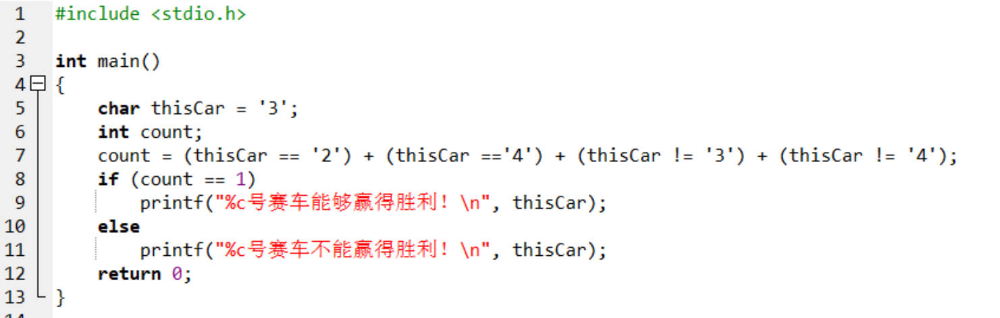 1 #include <stdio.h>
2
3 int main()
4 {
5 char thisCar = '3';
6 int count;
7 count = (thisCar == '2') + (thisCar =='4') + (thisCar != '3') + (thisCar != '4');
8 if (count == 1)
9 printf("%c号赛车能够赢得胜利！\n", thisCar);
10 else
11 printf("%c号赛车不能赢得胜利！\n", thisCar);
12 return 0;
13 }